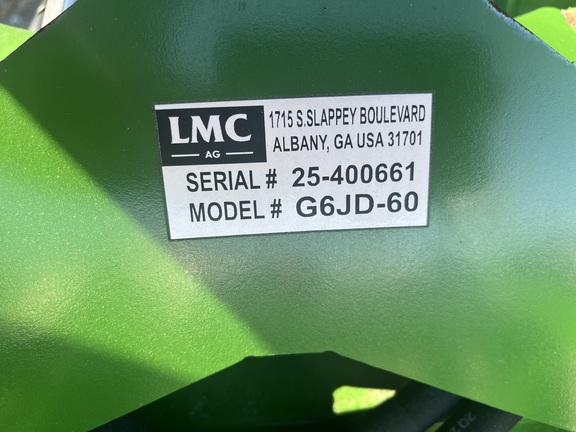 LMC
AG
1715 S.SLAPPEY BOULEVARD
ALBANY, GA USA 31701
SERIAL # 25-400661
MODEL # G6JD-60